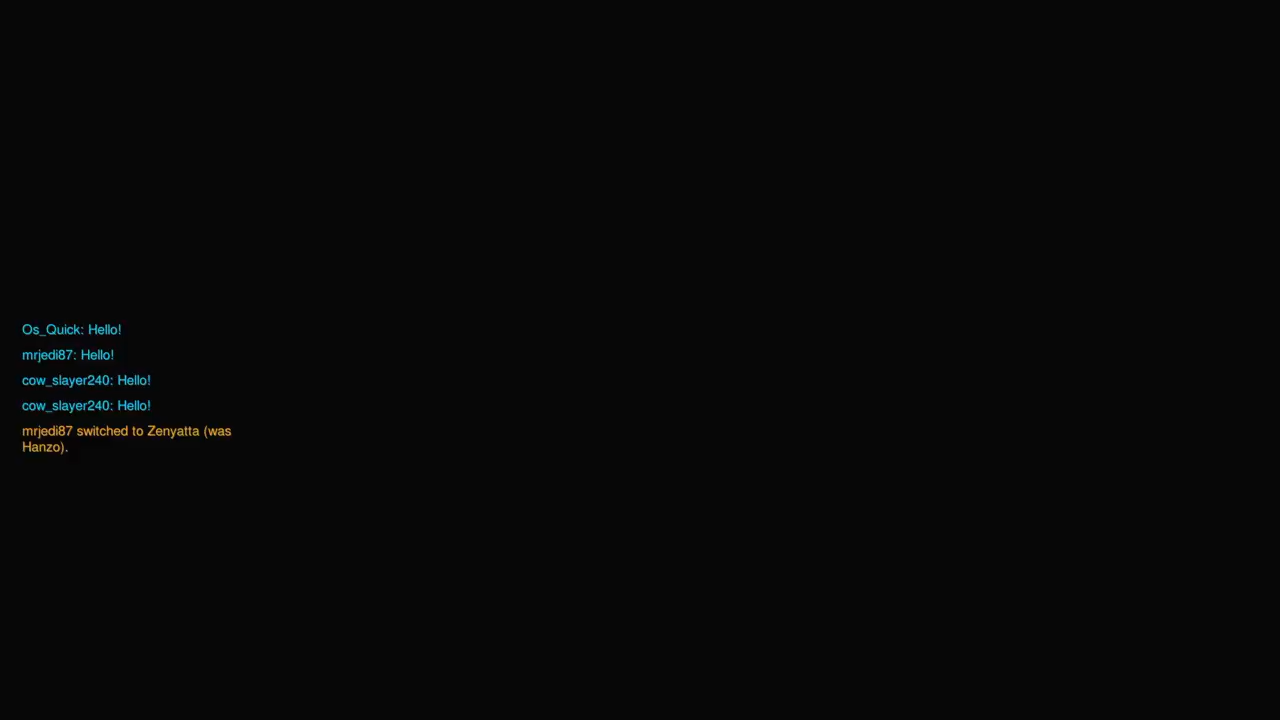 Os_Quick: Hello!
mrjedi87: Hello!
cow_slayer240: Hello!
cow_slayer240: Hello!
mrjedi87 switched to Zenyatta (was
Hanzo).